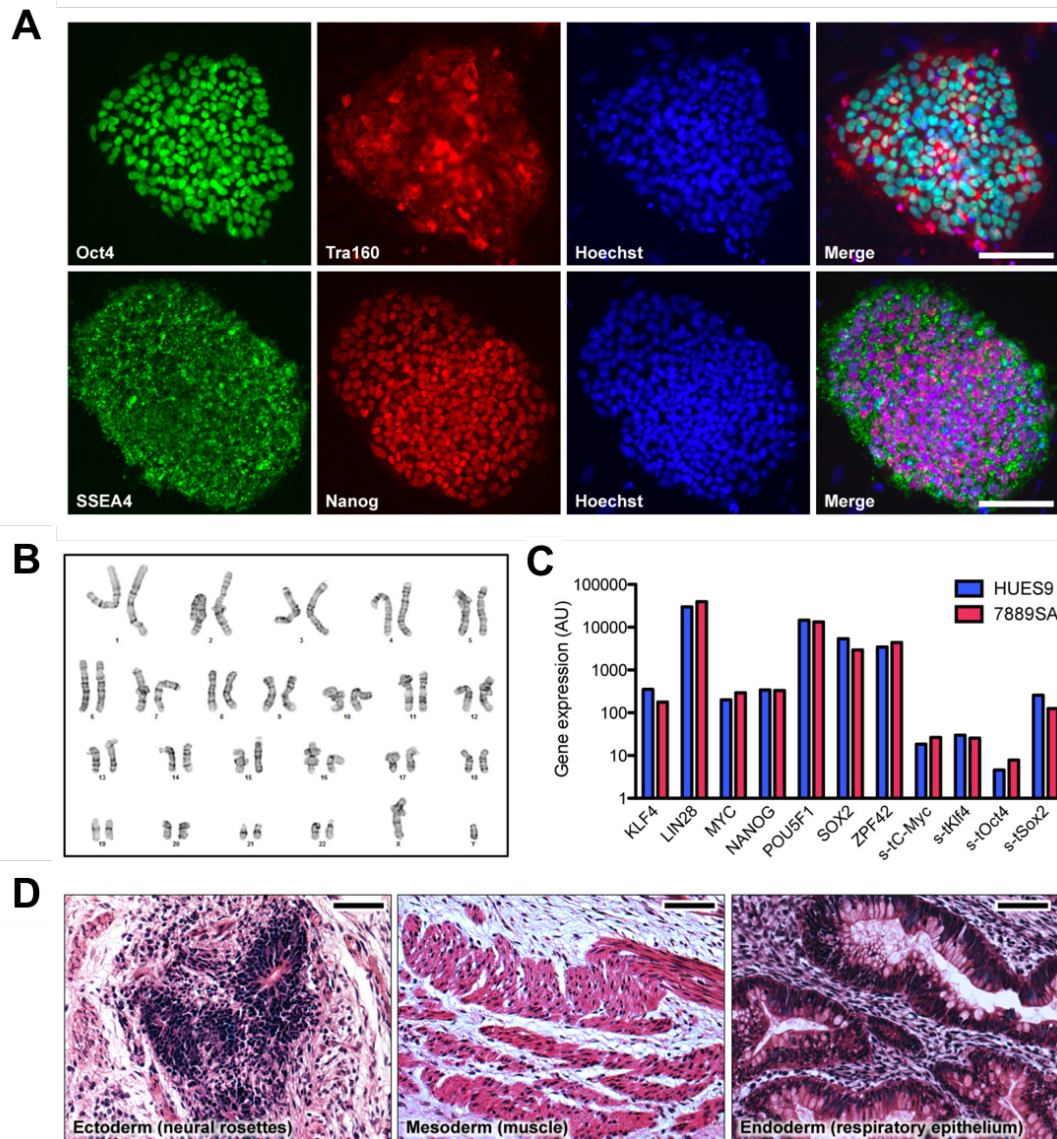 A
Oct4
Tra160
Hoechst
Merge
SSEA4
Nanog
Hoechst
Merge
B
1
2
3
4
5
6
7
8
9
10
11
12
13
14
15
16
17
18
19
20
21
22
X
Y
C
Gene expression (AU)
100000
10000
1000
100
10
1
HUES9
7889SA
KLF4
LIN28
MYC
NANOG
POU5F1
SOX2
ZPF42
s-tC-Myc
s-tKlf4
s-tOct4
s-tSox2
D
Ectoderm (neural rosettes)
Mesoderm (muscle)
Endoderm (respiratory epithelium)